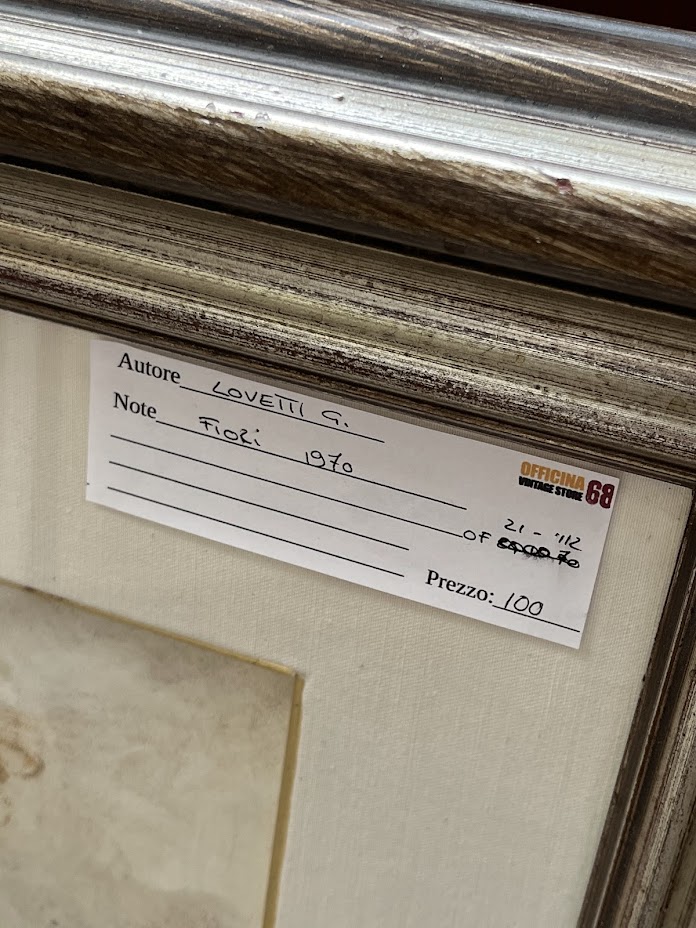 Autore LOVETTI G.
Note FIORI 1970
OFFICINA
VINTAGE STORE 68
21 - '112
OF
Prezzo: 100